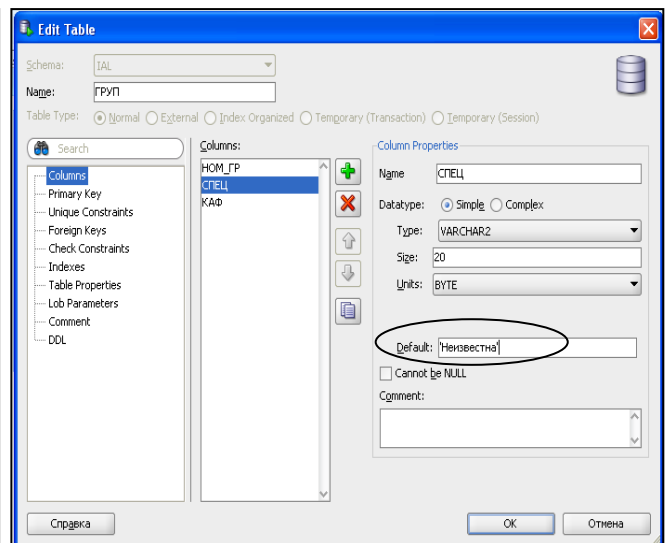 Edit Table
Schema: IAL
Name: ГРУП
Table Type: Normal External Index Organized Temporary (Transaction) Temporary (Session)
Search
Columns
Primary Key
Unique Constraints
Foreign Keys
Check Constraints
Indexes
Table Properties
Lob Parameters
Comment
DDL
Columns:
НОМ_ГР
СПЕЦ
КАФ
Column Properties
Name СПЕЦ
Datatype: Simple Complex
Type: VARCHAR2
Size: 20
Units: BYTE
Default: 'Неизвестна'
Cannot be NULL
Comment:
Справка
OK
Отмена